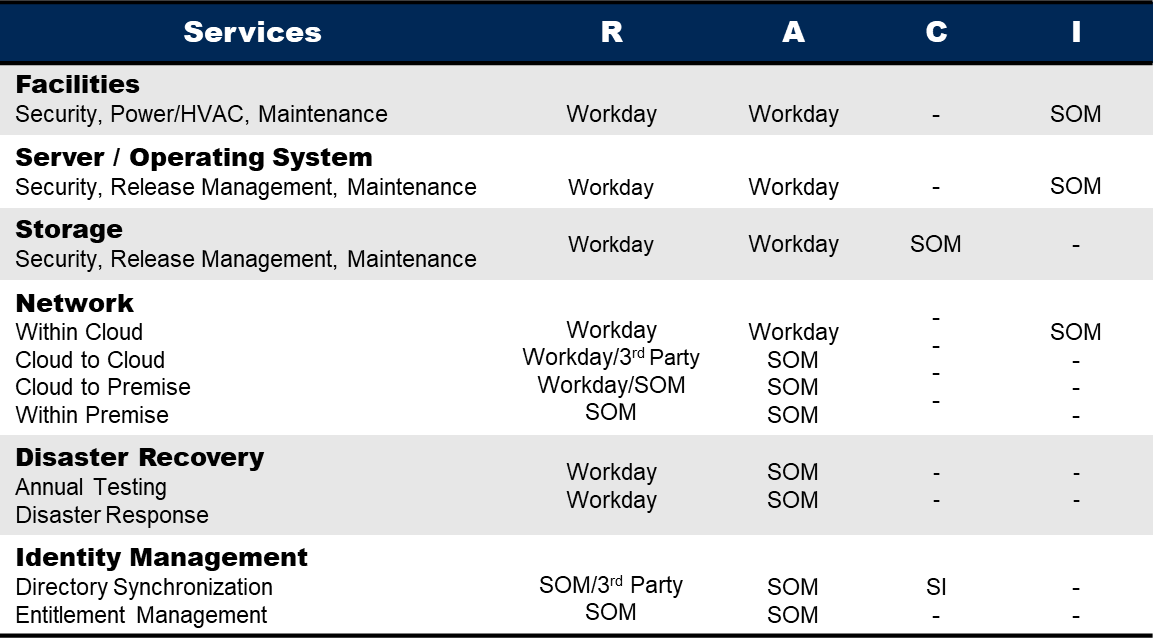 Services R A C I
Facilities
Security, Power/HVAC, Maintenance Workday Workday - SOM
Server / Operating System
Security, Release Management, Maintenance Workday Workday - SOM
Storage
Security, Release Management, Maintenance Workday Workday SOM -
Network
Within Cloud Workday Workday - SOM
Cloud to Cloud Workday/3rd Party SOM - -
Cloud to Premise Workday/SOM SOM - -
Within Premise SOM SOM - -
Disaster Recovery
Annual Testing Workday SOM - -
Disaster Response Workday SOM - -
Identity Management
Directory Synchronization SOM/3rd Party SOM SI -
Entitlement Management SOM SOM - -